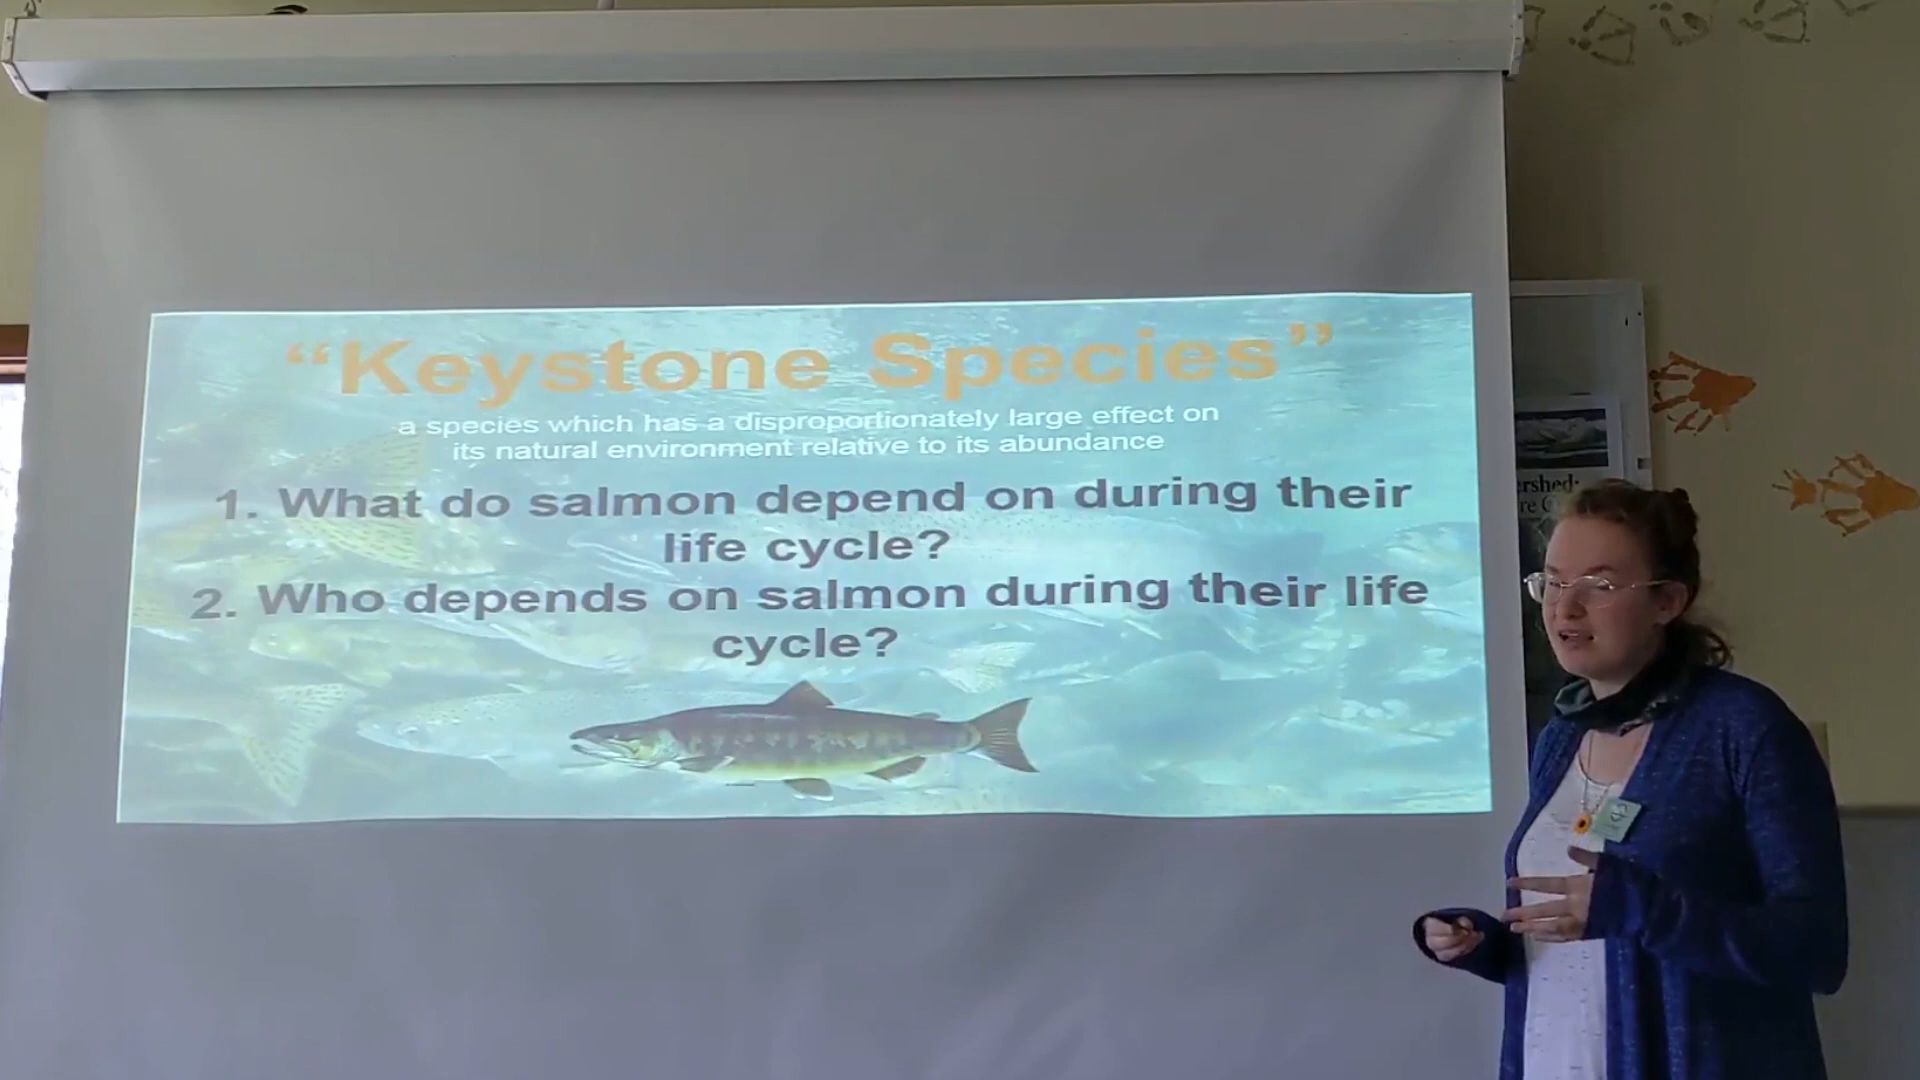 “Keystone Species”
a species which has a disproportionately large effect on
its natural environment relative to its abundance
1. What do salmon depend on during their
life cycle?
2. Who depends on salmon during their life
cycle?